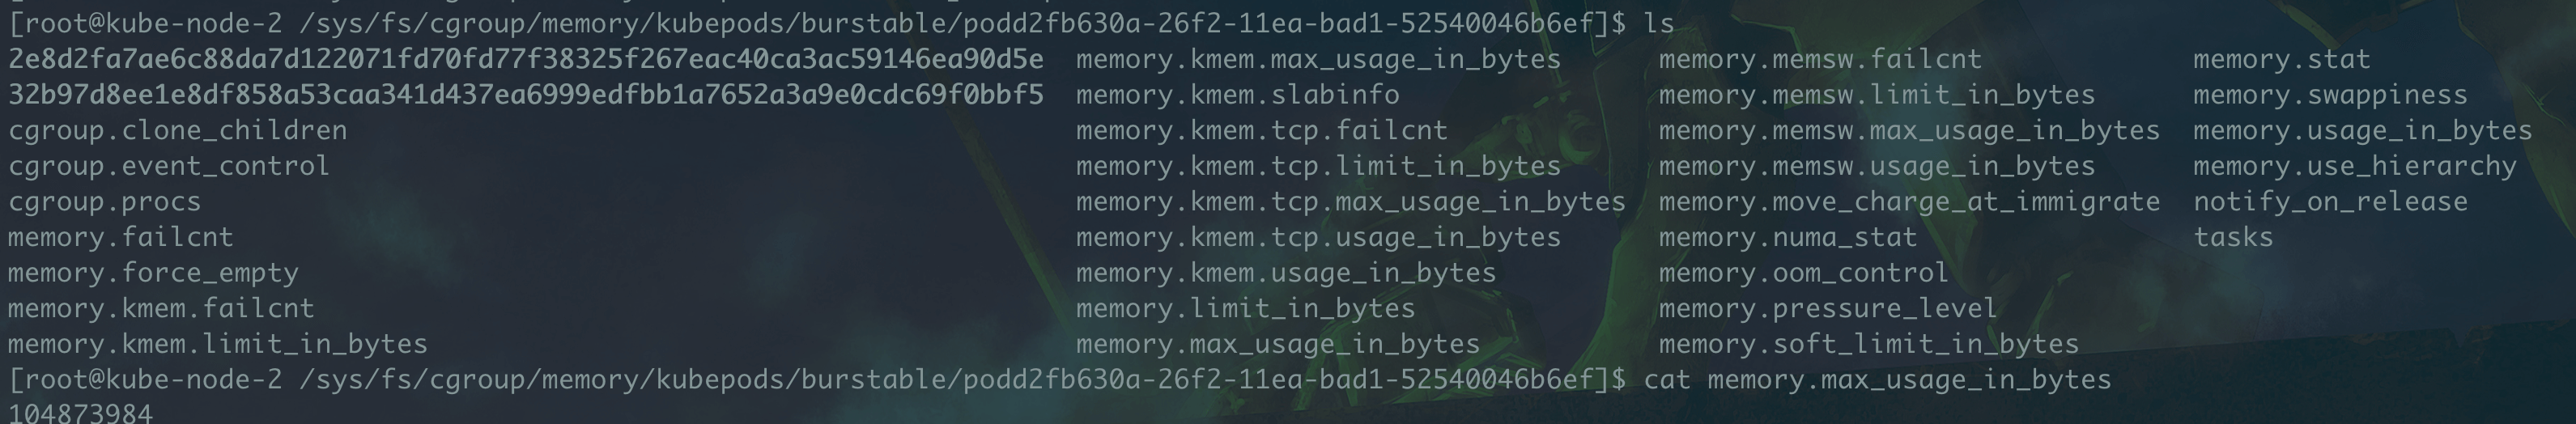 [root@kube-node-2 /sys/fs/cgroup/memory/kubepods/burstable/podd2fb630a-26f2-11ea-bad1-52540046b6ef]$ ls
2e8d2fa7ae6c88da7d122071fd70fd77f38325f267eac40ca3ac59146ea90d5e memory.kmem.max_usage_in_bytes memory.memsw.failcnt memory.stat
32b97d8ee1e8df858a53caa341d437ea6999edfbb1a7652a3a9e0cdc69f0bbf5 memory.kmem.slabinfo memory.memsw.limit_in_bytes memory.swappiness
cgroup.clone_children memory.kmem.tcp.failcnt memory.memsw.max_usage_in_bytes memory.usage_in_bytes
cgroup.event_control memory.kmem.tcp.limit_in_bytes memory.memsw.usage_in_bytes memory.use_hierarchy
cgroup.procs memory.kmem.tcp.max_usage_in_bytes memory.move_charge_at_immigrate notify_on_release
memory.failcnt memory.kmem.tcp.usage_in_bytes memory.numa_stat tasks
memory.force_empty memory.kmem.usage_in_bytes memory.oom_control
memory.kmem.failcnt memory.limit_in_bytes memory.pressure_level
memory.kmem.limit_in_bytes memory.max_usage_in_bytes memory.soft_limit_in_bytes
[root@kube-node-2 /sys/fs/cgroup/memory/kubepods/burstable/podd2fb630a-26f2-11ea-bad1-52540046b6ef]$ cat memory.max_usage_in_bytes
104873984